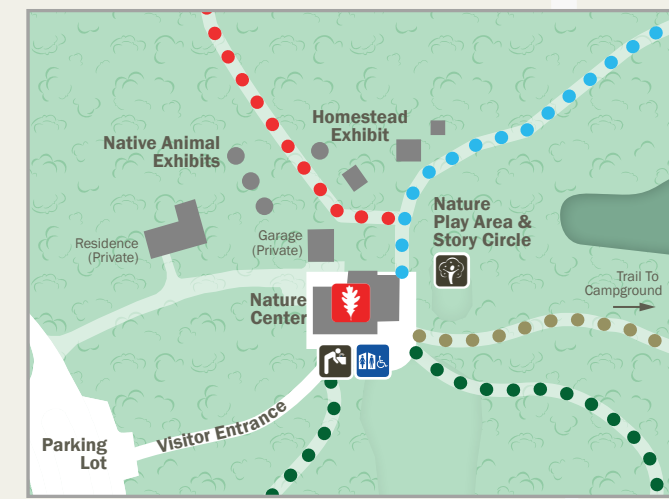 Homestead
Exhibit
Native Animal
Exhibits
Nature
Play Area &
Story Circle
Residence
(Private)
Garage
(Private)
Trail To
Campground
Nature
Center
Visitor Entrance
Parking
Lot